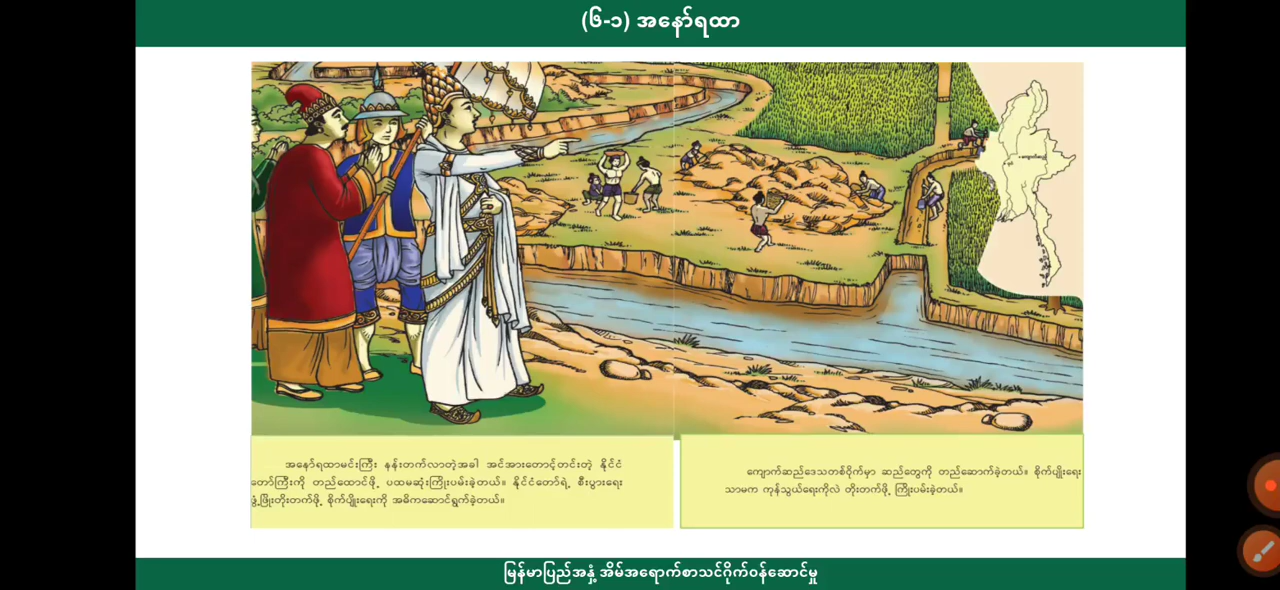 (၆-၁) အနော်ရထာ
အနော်ရထာမင်းကြီး နန်းတက်လာတဲ့အခါ အင်အားတောင့်တင်းတဲ့ နိုင်ငံ
တော်ကြီးကို တည်ထောင်ဖို့ ပထမဆုံးကြိုးပမ်းခဲ့တယ်။ နိုင်ငံတော်ရဲ့ စီးပွားရေး
ဖွံ့ဖြိုးတိုးတက်ဖို့ စိုက်ပျိုးရေးကို အဓိကဆောင်ရွက်ခဲ့တယ်။
ကျောက်ဆည်ဒေသတစ်ဝိုက်မှာ ဆည်တွေကို တည်ဆောက်ခဲ့တယ်။ စိုက်ပျိုးရေး
သာမက ကုန်သွယ်ရေးကိုလဲ တိုးတက်ဖို့ ကြိုးပမ်းခဲ့တယ်။
မြန်မာပြည်အနှံ့ အိမ်အရောက်စာသင်ဂိုက်ဝန်ဆောင်မှု